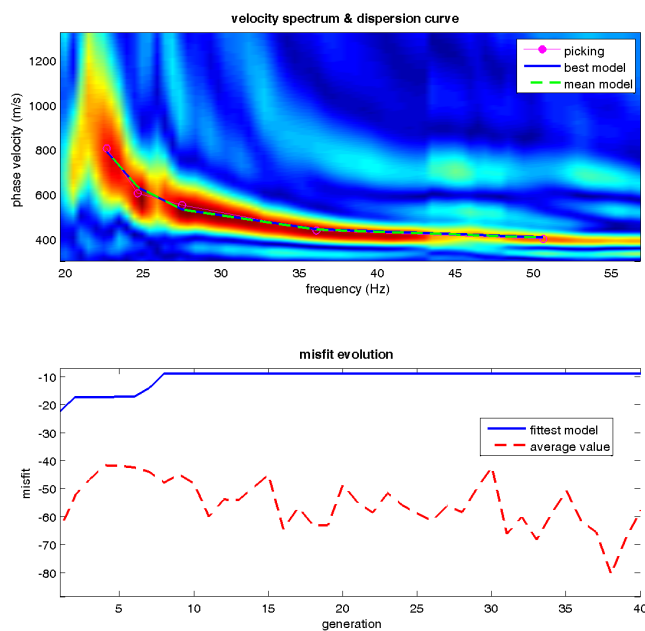 velocity spectrum & dispersion curve
1200
1000
800
600
400
phase velocity (m/s)
picking
best model
mean model
20 25 30 35 40 45 50 55
frequency (Hz)
misfit evolution
-10
-20
-30
-40
-50
-60
-70
-80
misfit
fittest model
average value
5 10 15 20 25 30 35 40
generation